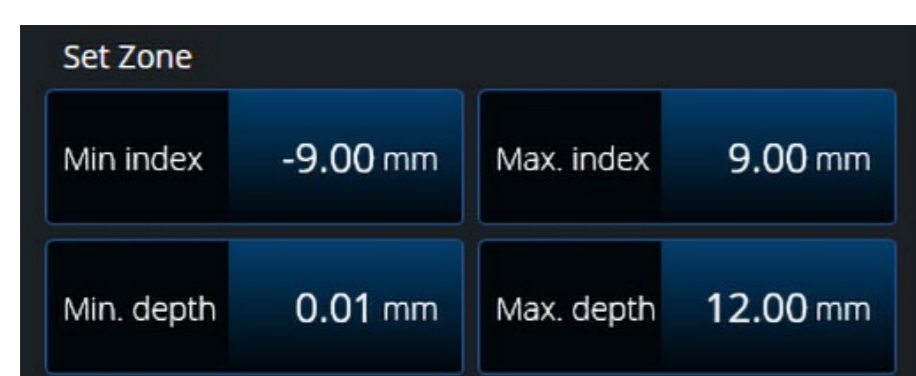 Set Zone
Min index -9.00 mm Max. index 9.00 mm
Min. depth 0.01 mm Max. depth 12.00 mm